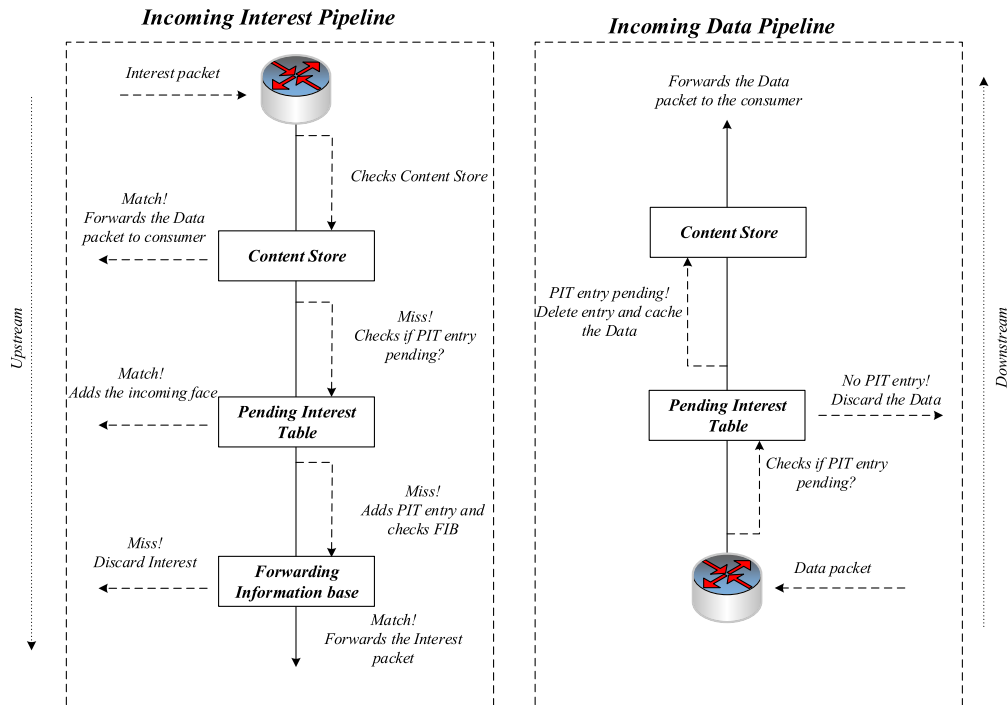 Incoming Interest Pipeline
Interest packet
Checks Content Store
Match!
Forwards the Data
packet to consumer
Content Store
Miss!
Checks if PIT entry
pending?
Match!
Adds the incoming face
Pending Interest
Table
Miss!
Adds PIT entry and
checks FIB
Miss!
Discard Interest
Forwarding
Information base
Match!
Forwards the Interest
packet
Upstream
Incoming Data Pipeline
Forwards the Data
packet to the consumer
Content Store
PIT entry pending!
Delete entry and cache
the Data
No PIT entry!
Discard the Data
Pending Interest
Table
Checks if PIT entry
pending?
Data packet
Downstream